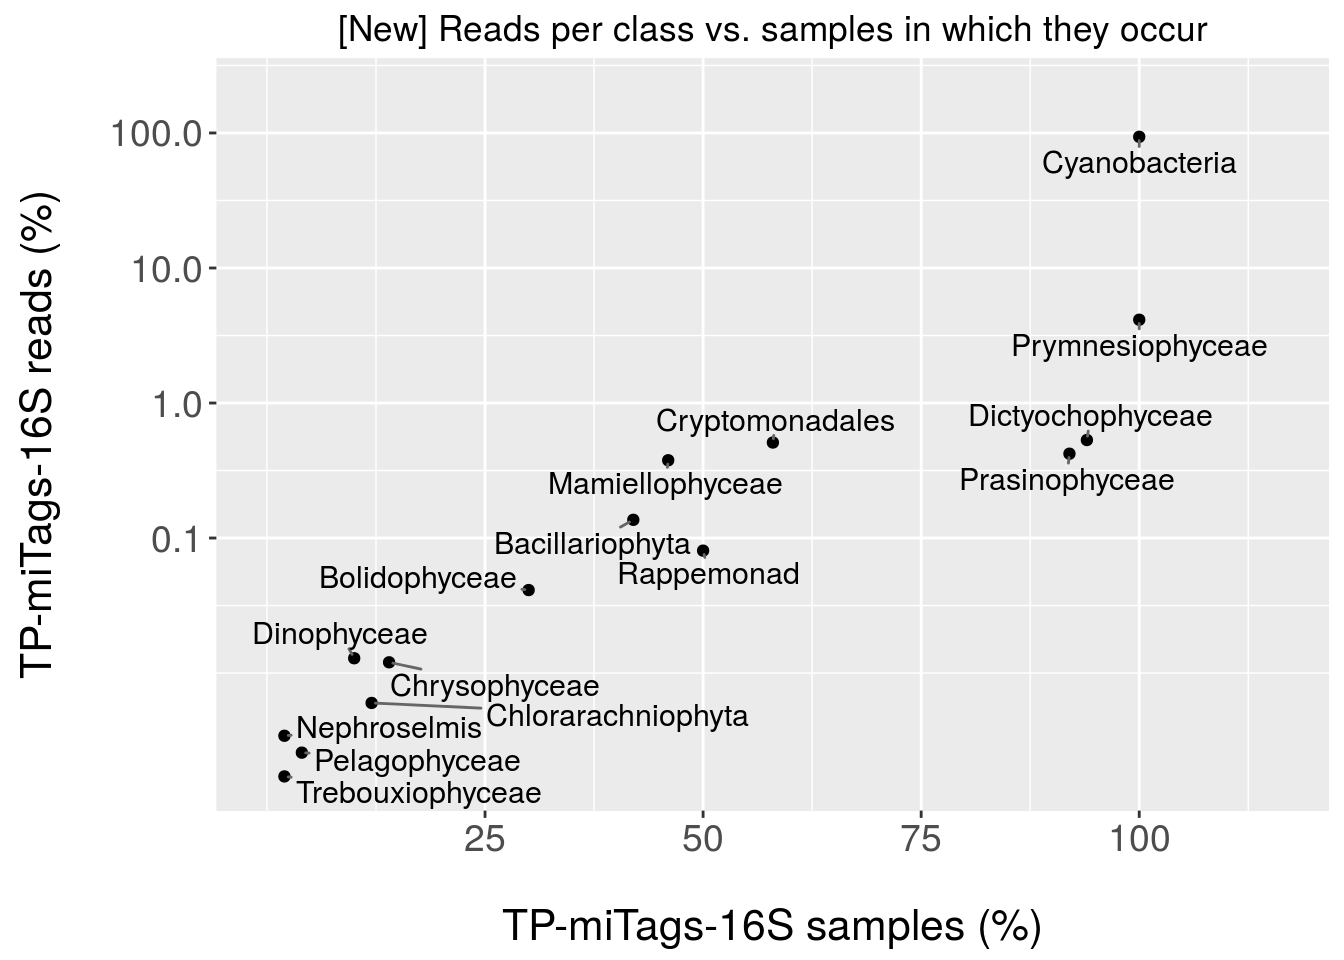 [New] Reads per class vs. samples in which they occur
TP-miTags-16S reads (%)
100.0
10.0
1.0
0.1
Cyanobacteria
Prymnesiophyceae
Dictyochophyceae
Cryptomonadales
Prasinophyceae
Mamiellophyceae
Bacillariophyta
Rappemonad
Bolidophyceae
Dinophyceae
Chrysophyceae
Chlorarachniophyta
Nephroselmis
Pelagophyceae
Trebouxiophyceae
25 50 75 100
TP-miTags-16S samples (%)